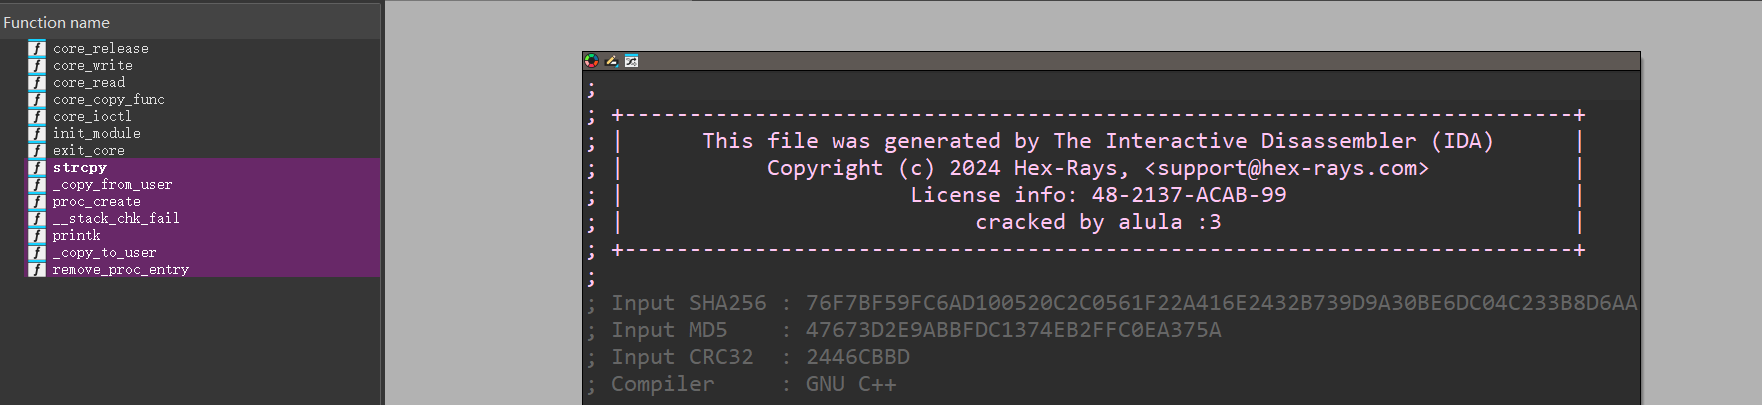 Function name
core_release
core_write
core_read
core_copy_func
core_ioctl
init_module
exit_core
strcpy
_copy_from_user
proc_create
__stack_chk_fail
printk
_copy_to_user
remove_proc_entry
;
; +---------------------------------------------------------------------------+
; | This file was generated by The Interactive Disassembler (IDA) |
; | Copyright (c) 2024 Hex-Rays, <support@hex-rays.com> |
; | License info: 48-2137-ACAB-99 |
; | cracked by alula :3 |
; +---------------------------------------------------------------------------+
;
; Input SHA256 : 76F7BF59FC6AD100520C2C0561F22A416E2432B739D9A30BE6DC04C233B8D6AA
; Input MD5 : 47673D2E9ABBFDC1374EB2FFC0EA375A
; Input CRC32 : 2446CBBD
; Compiler : GNU C++